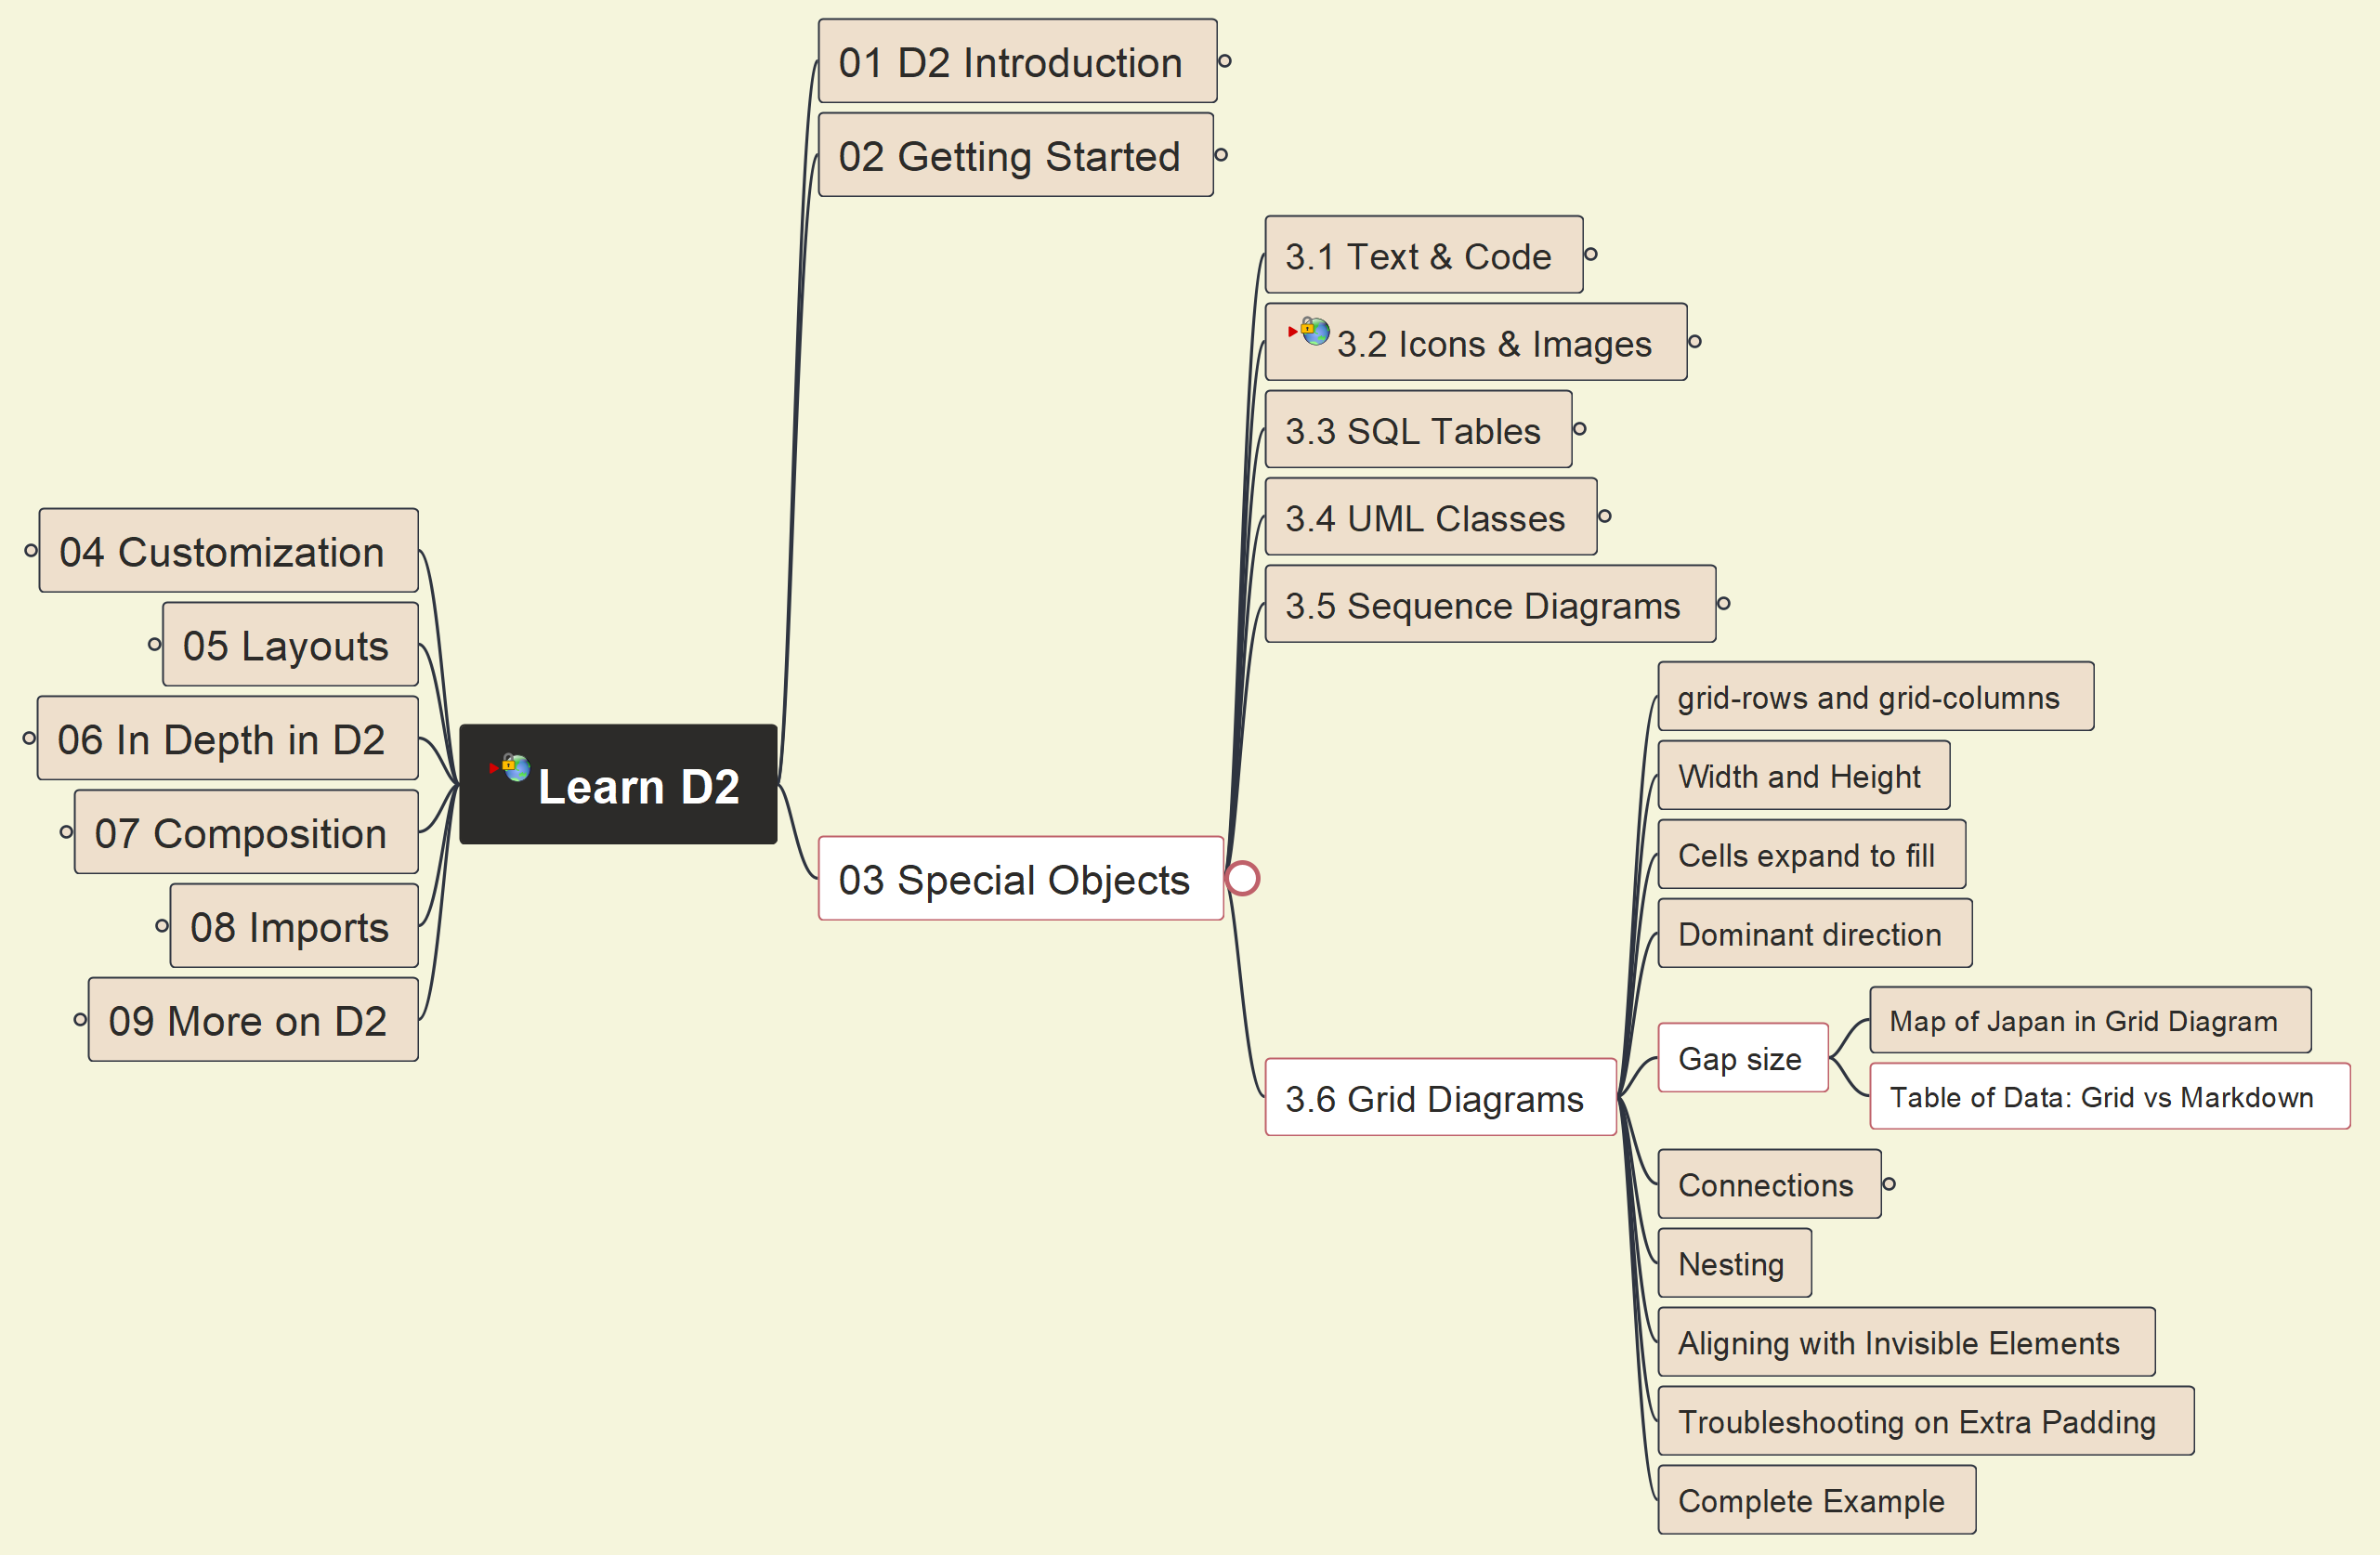 01 D2 Introduction
02 Getting Started
3.1 Text & Code
3.2 Icons & Images
3.3 SQL Tables
3.4 UML Classes
3.5 Sequence Diagrams
04 Customization
05 Layouts
06 In Depth in D2
07 Composition
08 Imports
09 More on D2
Learn D2
03 Special Objects
3.6 Grid Diagrams
grid-rows and grid-columns
Width and Height
Cells expand to fill
Dominant direction
Gap size
Map of Japan in Grid Diagram
Table of Data: Grid vs Markdown
Connections
Nesting
Aligning with Invisible Elements
Troubleshooting on Extra Padding
Complete Example